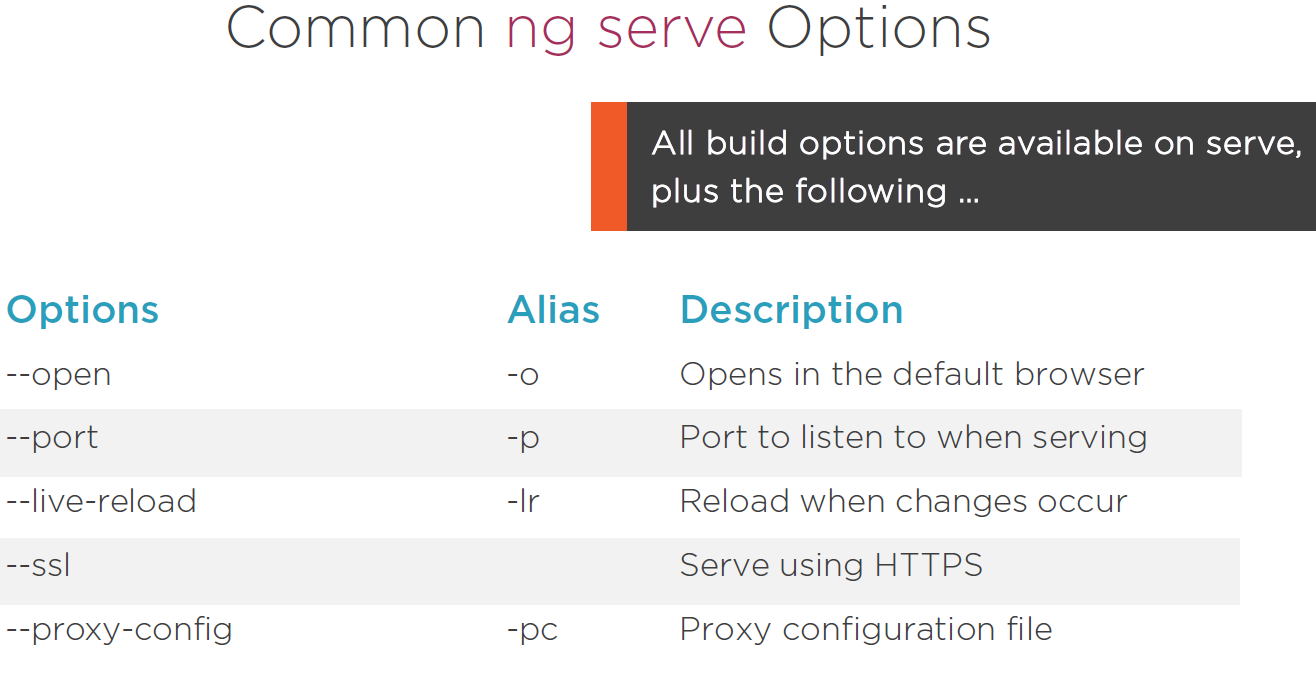 Common ng serve Options
All build options are available on serve,
plus the following ...
Options Alias Description
--open -o Opens in the default browser
--port -p Port to listen to when serving
--live-reload -lr Reload when changes occur
--ssl Serve using HTTPS
--proxy-config -pc Proxy configuration file